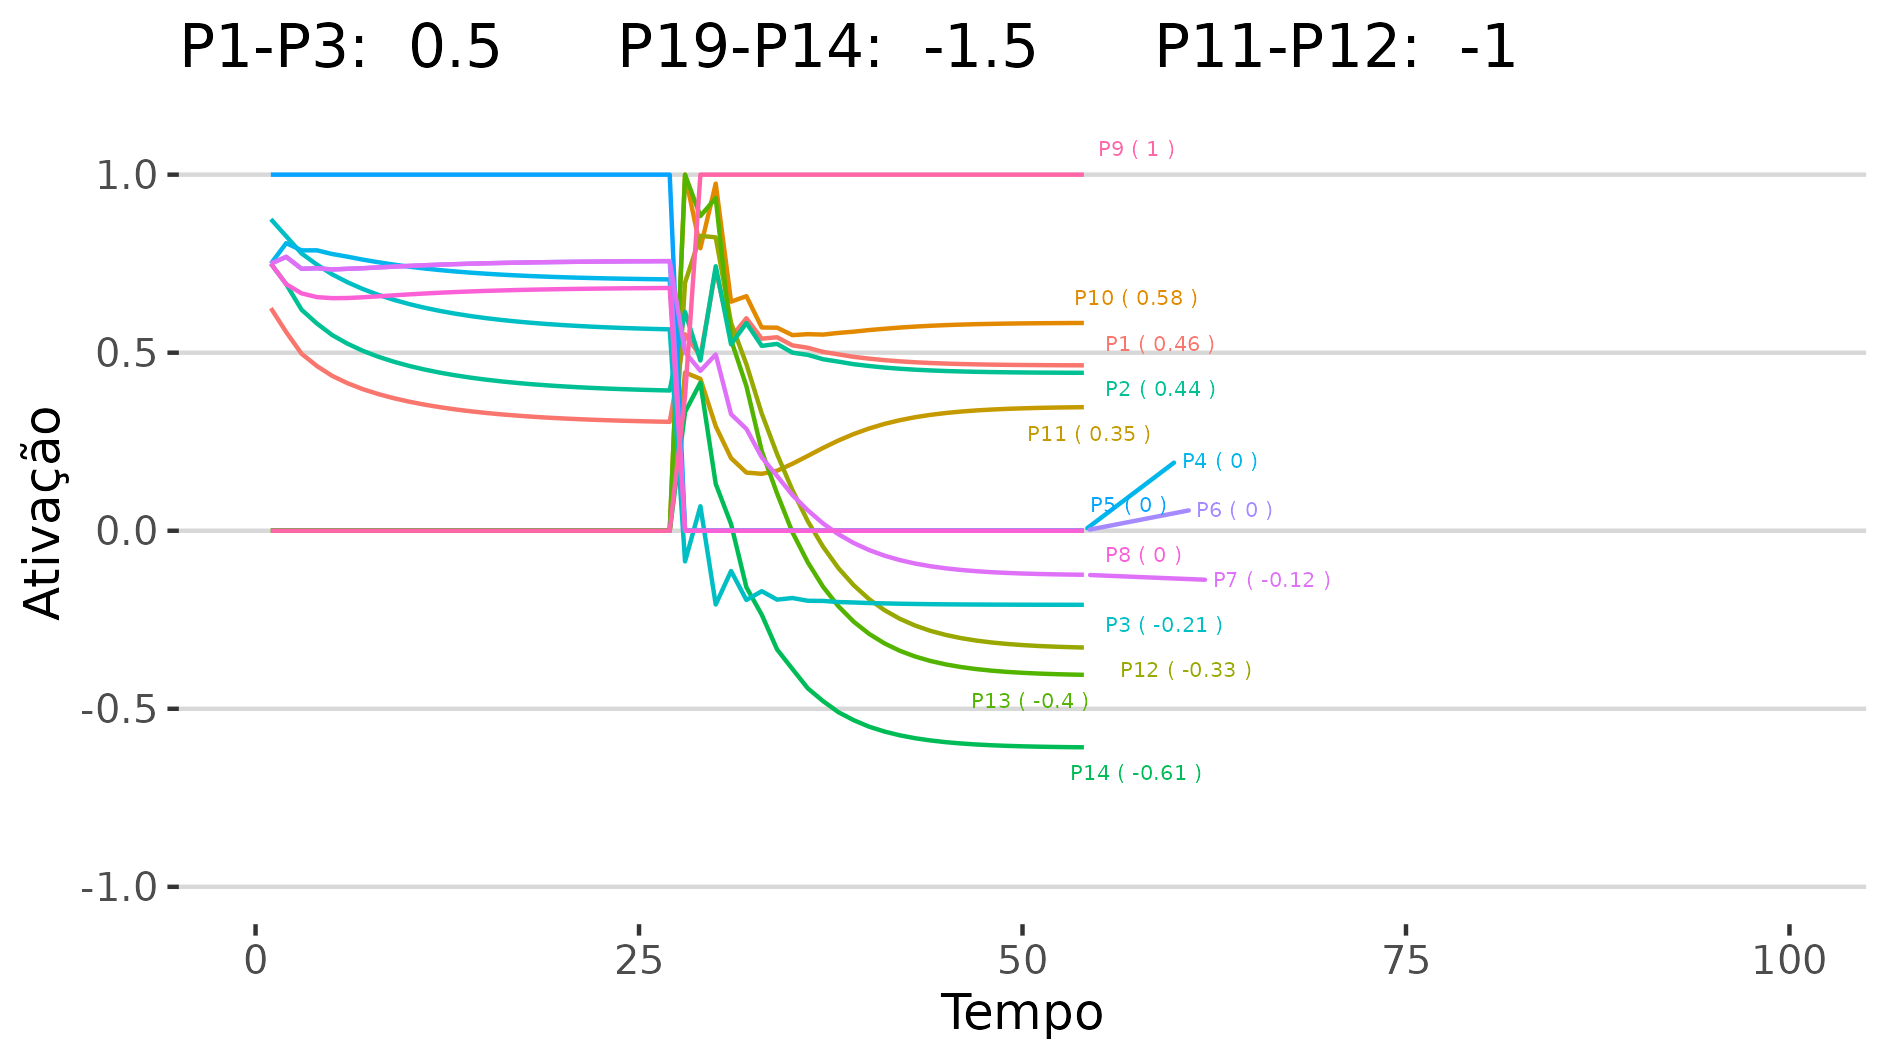 P1-P3: 0.5 P19-P14: -1.5 P11-P12: -1
P9 ( 1 )
1.0
P10 ( 0.58 )
P1 ( 0.46 )
0.5
P2 ( 0.44 )
P11 ( 0.35 )
P4 ( 0 )
P5 ( 0 )
P6 ( 0 )
0.0
P8 ( 0 )
P7 ( -0.12 )
P3 ( -0.21 )
P12 ( -0.33 )
P13 ( -0.4 )
-0.5
P14 ( -0.61 )
-1.0
Ativação
0 25 50 75 100
Tempo